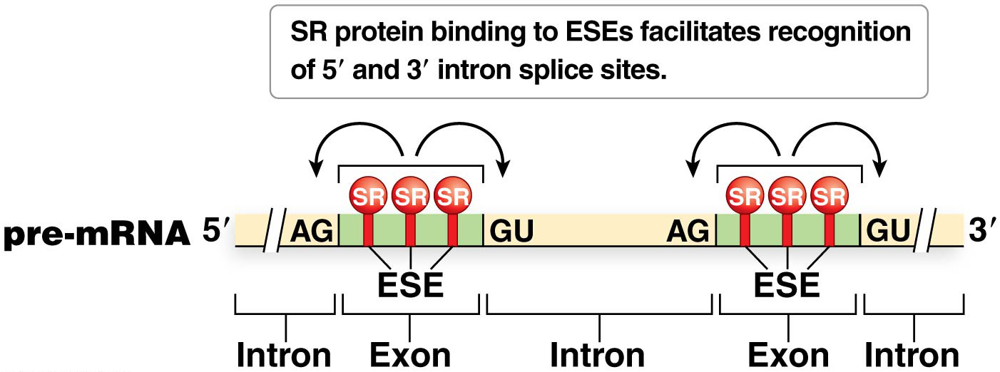 SR protein binding to ESEs facilitates recognition
of 5′ and 3′ intron splice sites.
SR SR SR SR SR SR
pre-mRNA 5′ AG GU AG GU 3′
ESE ESE
Intron Exon Intron Exon Intron